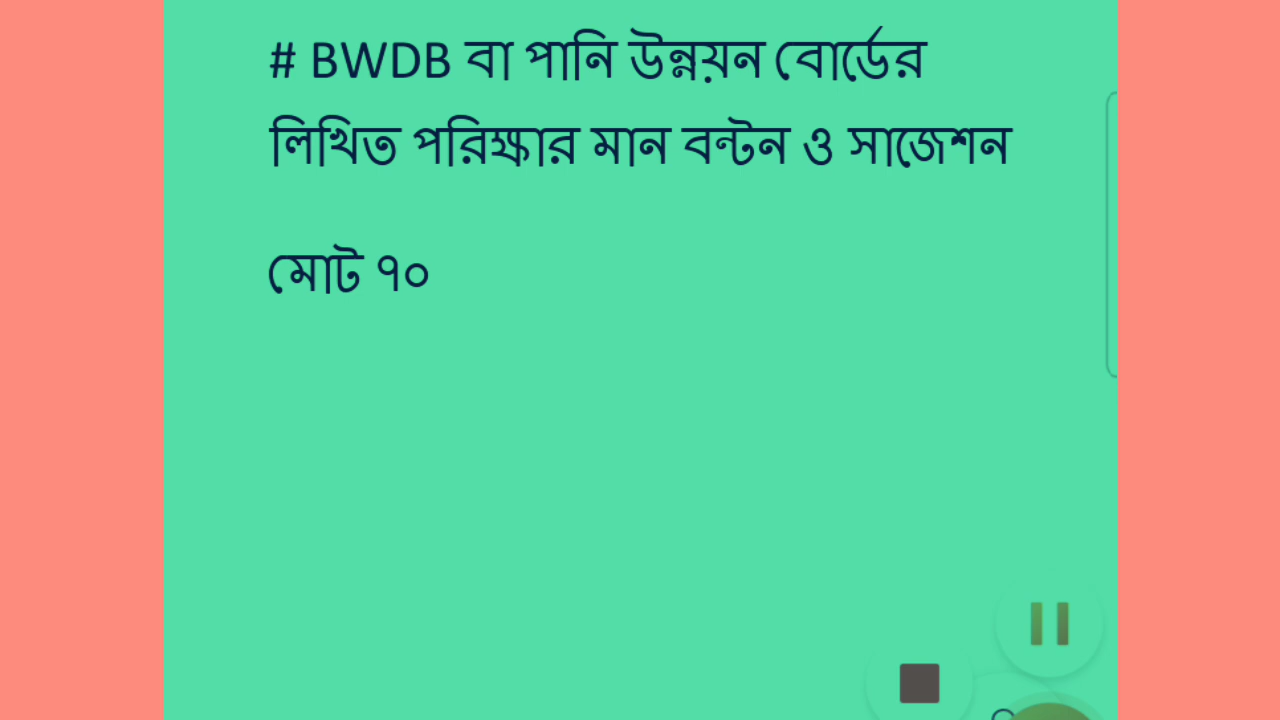 # BWDB বা পানি উন্নয়ন বোর্ডের
লিখিত পরিক্ষার মান বন্টন ও সাজেশন
মোট ৭০